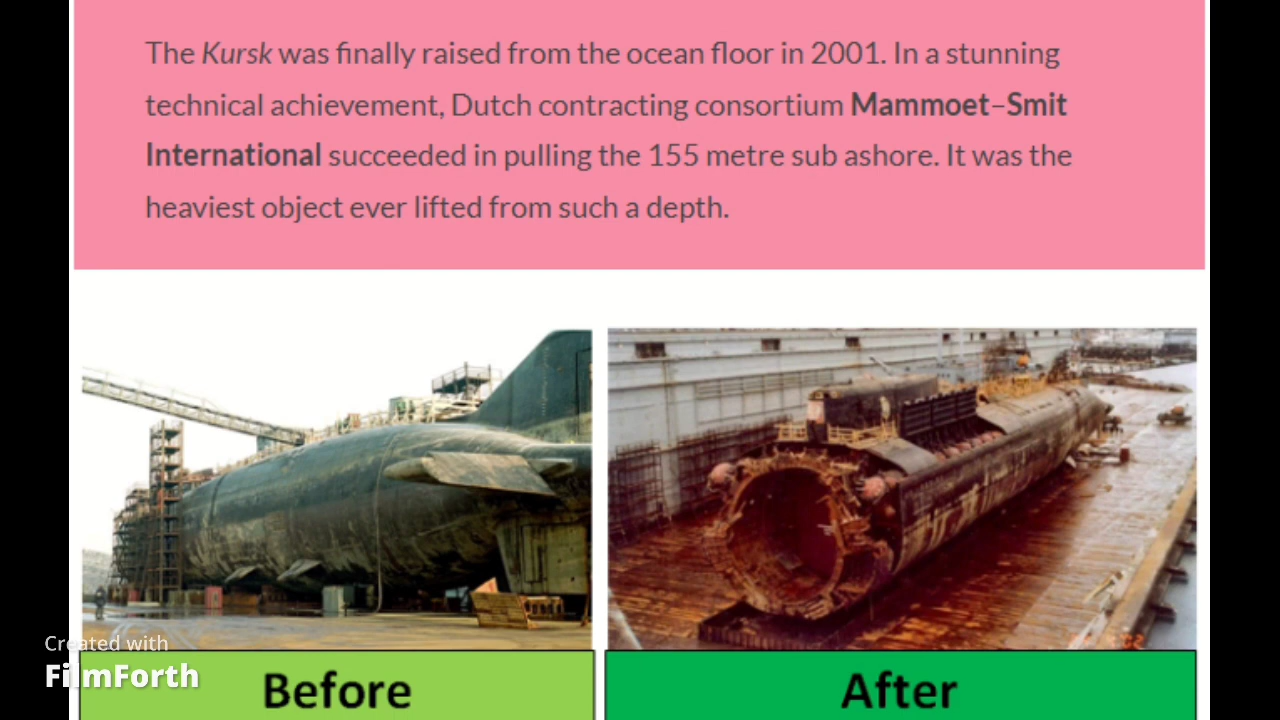 The Kursk was finally raised from the ocean floor in 2001. In a stunning
technical achievement, Dutch contracting consortium Mammoet–Smit
International succeeded in pulling the 155 metre sub ashore. It was the
heaviest object ever lifted from such a depth.
Before
After
Created with
FilmForth